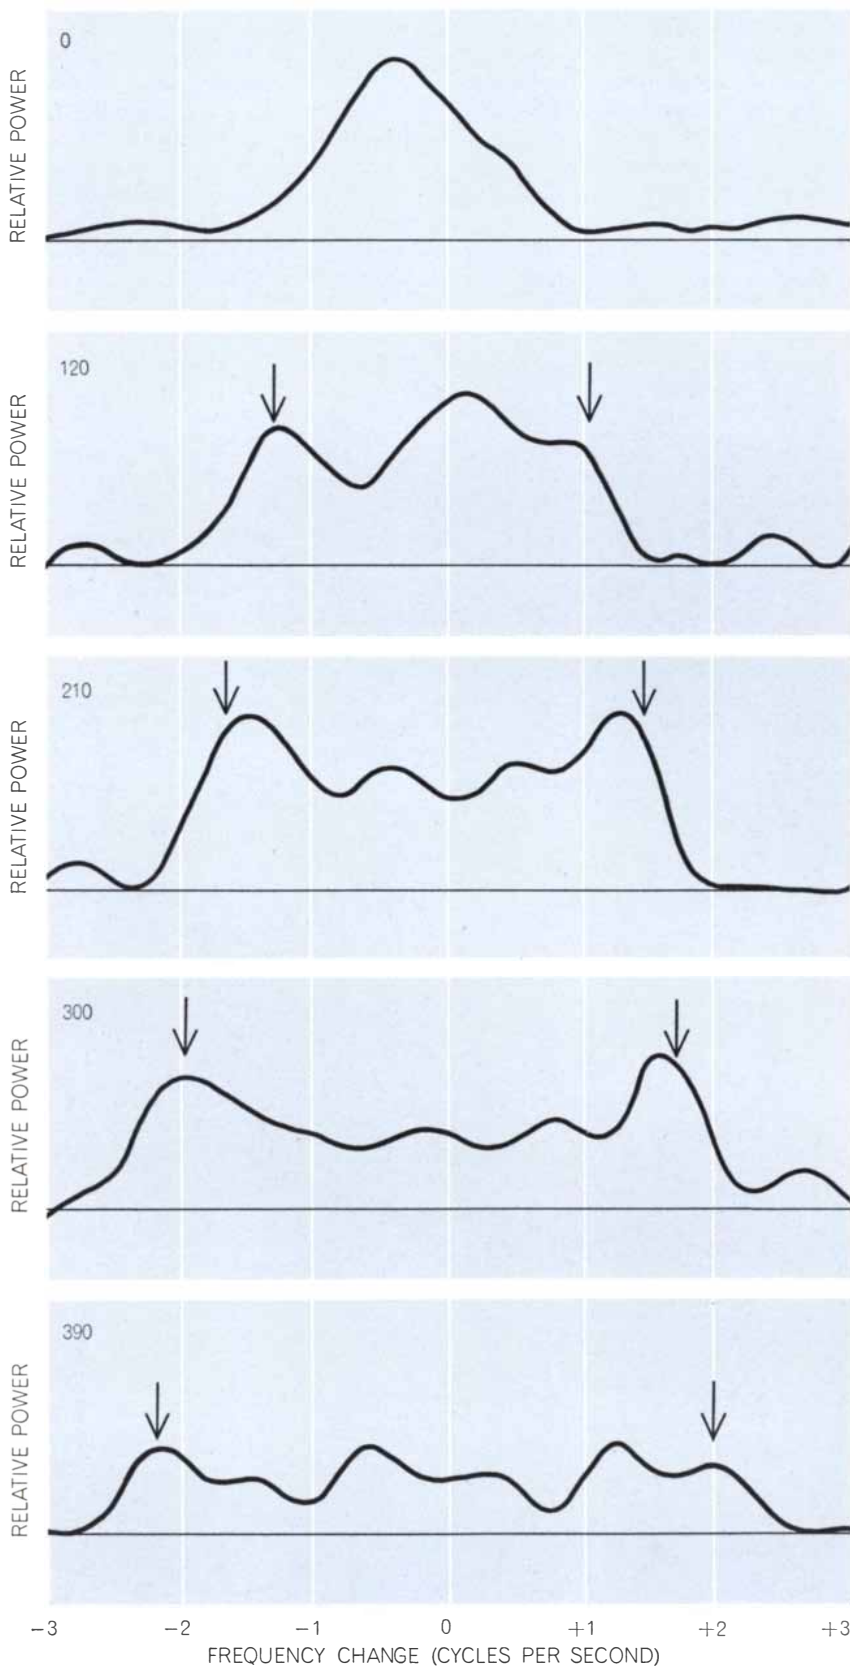 0
RELATIVE POWER
120
RELATIVE POWER
210
RELATIVE POWER
300
RELATIVE POWER
390
RELATIVE POWER
−3 −2 −1 0 +1 +2 +3
FREQUENCY CHANGE (CYCLES PER SECOND)